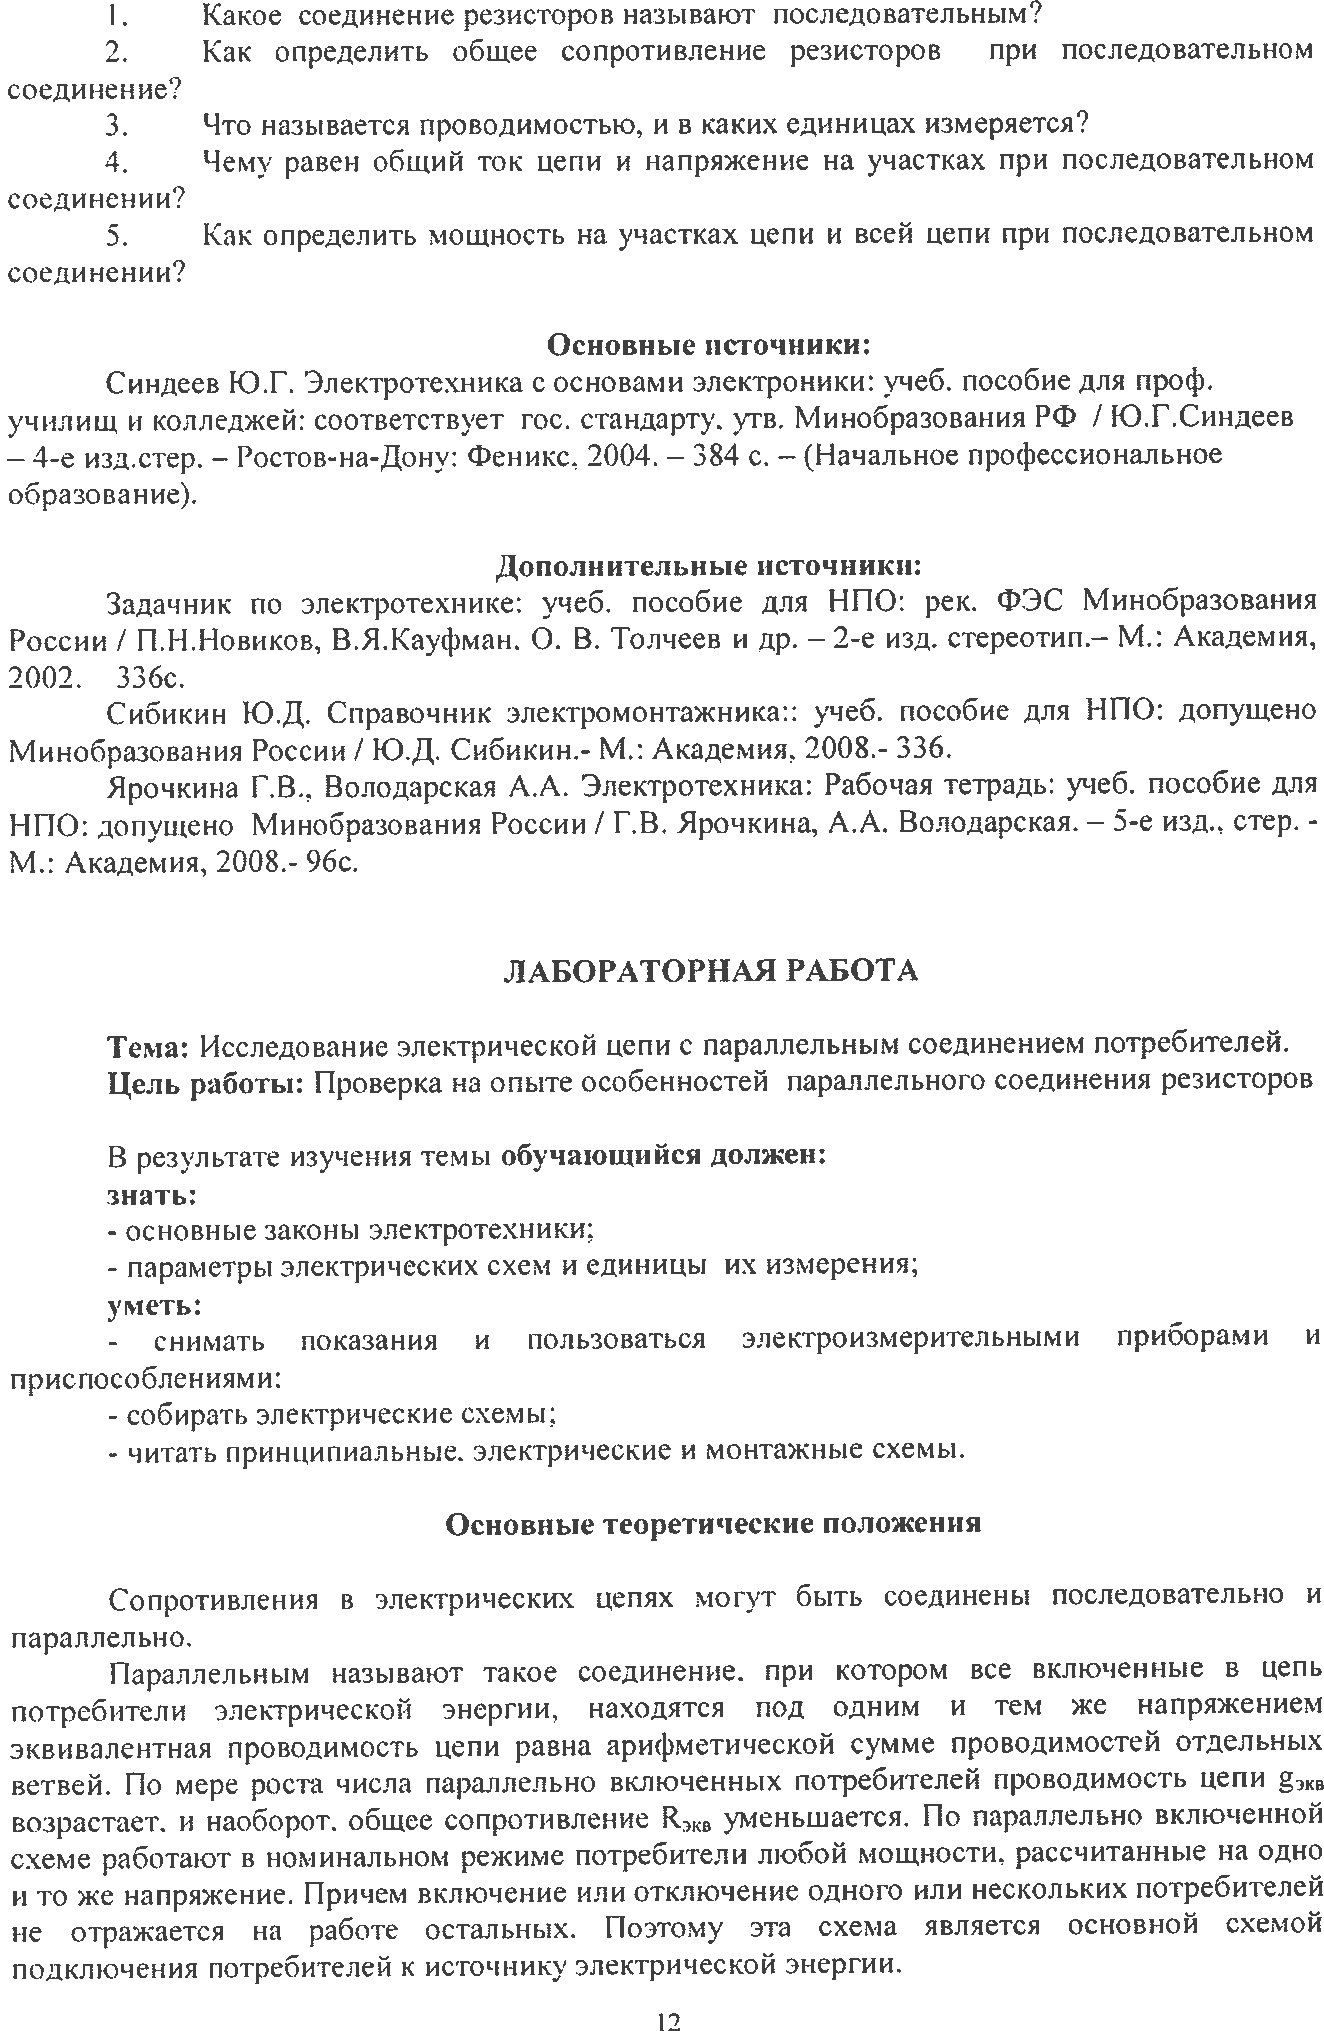 1. Какое соединение резисторов называют последовательным?
2. Как определить общее сопротивление резисторов при последовательном
соединение?
3. Что называется проводимостью, и в каких единицах измеряется?
4. Чему равен общий ток цепи и напряжение на участках при последовательном
соединении?
5. Как определить мощность на участках цепи и всей цепи при последовательном
соединении?
Основные источники:
Синдеев Ю.Г. Электротехника с основами электроники: учеб. пособие для проф.
училищ и колледжей: соответствует гос. стандарту. утв. Минобразования РФ / Ю.Г.Синдеев
– 4-е изд.стер. – Ростов-на-Дону: Феникс, 2004. – 384 с. – (Начальное профессиональное
образование).
Дополнительные источники:
Задачник по электротехнике: учеб. пособие для НПО: рек. ФЭС Минобразования
России / П.Н.Новиков, В.Я.Кауфман. О. В. Толчеев и др. – 2-е изд. стереотип.– М.: Академия,
2002. 336с.
Сибикин Ю.Д. Справочник электромонтажника:: учеб. пособие для НПО: допущено
Минобразования России / Ю.Д. Сибикин.- М.: Академия, 2008.- 336.
Ярочкина Г.В., Володарская А.А. Электротехника: Рабочая тетрадь: учеб. пособие для
НПО: допущено Минобразования России / Г.В. Ярочкина, А.А. Володарская. – 5-е изд., стер. -
М.: Академия, 2008.- 96с.
ЛАБОРАТОРНАЯ РАБОТА
Тема: Исследование электрической цепи с параллельным соединением потребителей.
Цель работы: Проверка на опыте особенностей параллельного соединения резисторов
В результате изучения темы обучающийся должен:
знать:
- основные законы электротехники;
- параметры электрических схем и единицы их измерения;
уметь:
- снимать показания и пользоваться электроизмерительными приборами и
приспособлениями:
- собирать электрические схемы;
- читать принципиальные. электрические и монтажные схемы.
Основные теоретические положения
Сопротивления в электрических цепях могут быть соединены последовательно и
параллельно.
Параллельным называют такое соединение. при котором все включенные в цепь
потребители электрической энергии, находятся под одним и тем же напряжением
эквивалентная проводимость цепи равна арифметической сумме проводимостей отдельных
ветвей. По мере роста числа параллельно включенных потребителей проводимость цепи gэкв
возрастает. и наоборот. общее сопротивление Rэкв уменьшается. По параллельно включенной
схеме работают в номинальном режиме потребители любой мощности, рассчитанные на одно
и то же напряжение. Причем включение или отключение одного или нескольких потребителей
не отражается на работе остальных. Поэтому эта схема является основной схемой
подключения потребителей к источнику электрической энергии.
12